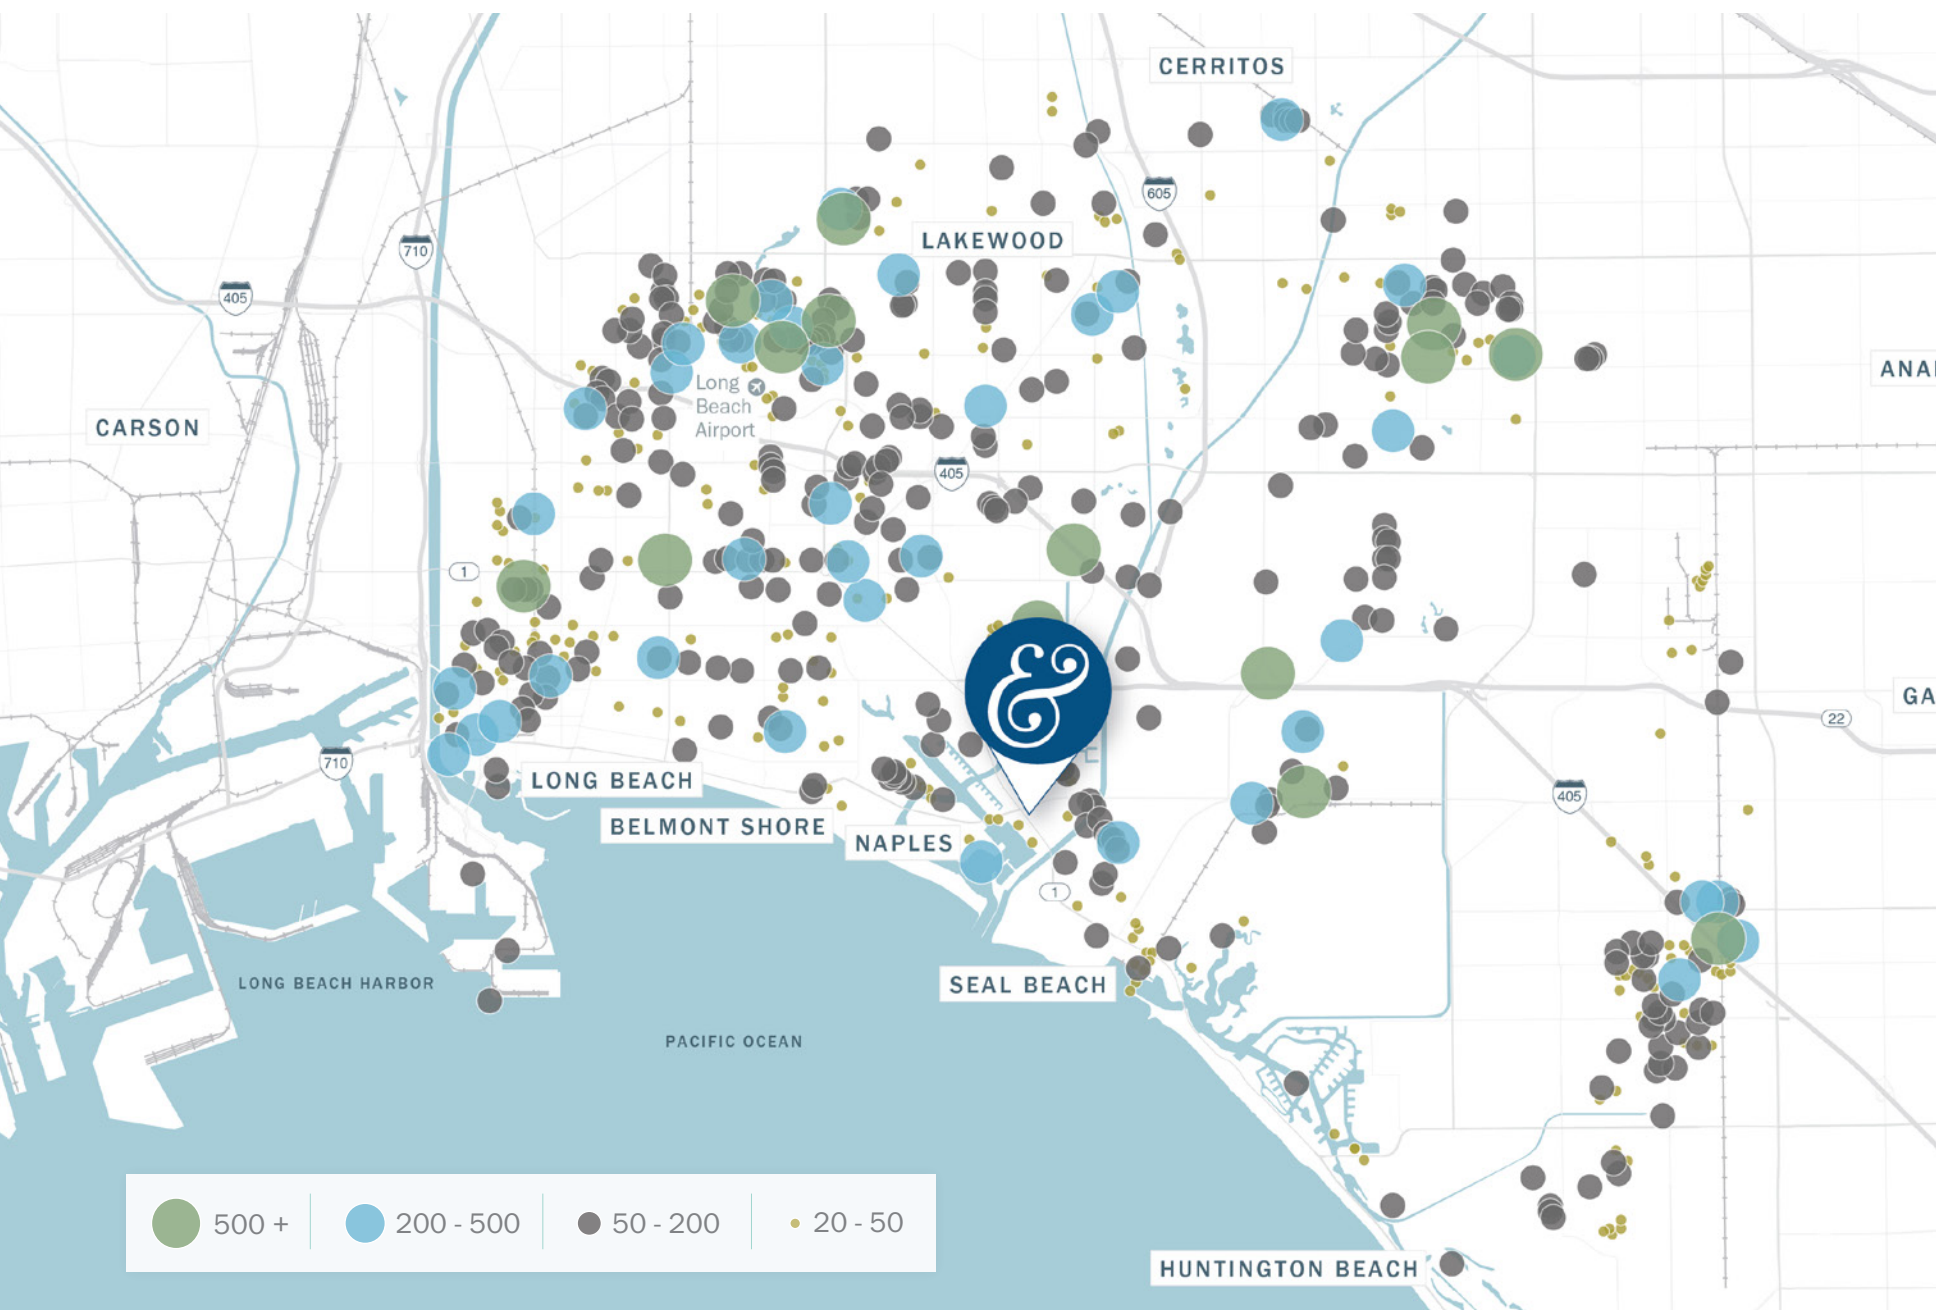 CERRITOS
605
LAKEWOOD
710
405
ANA
Long
Beach
Airport
CARSON
405
1
GA
22
&
710
LONG BEACH
405
BELMONT SHORE
NAPLES
1
LONG BEACH HARBOR
SEAL BEACH
PACIFIC OCEAN
500 +
200 - 500
50 - 200
20 - 50
HUNTINGTON BEACH